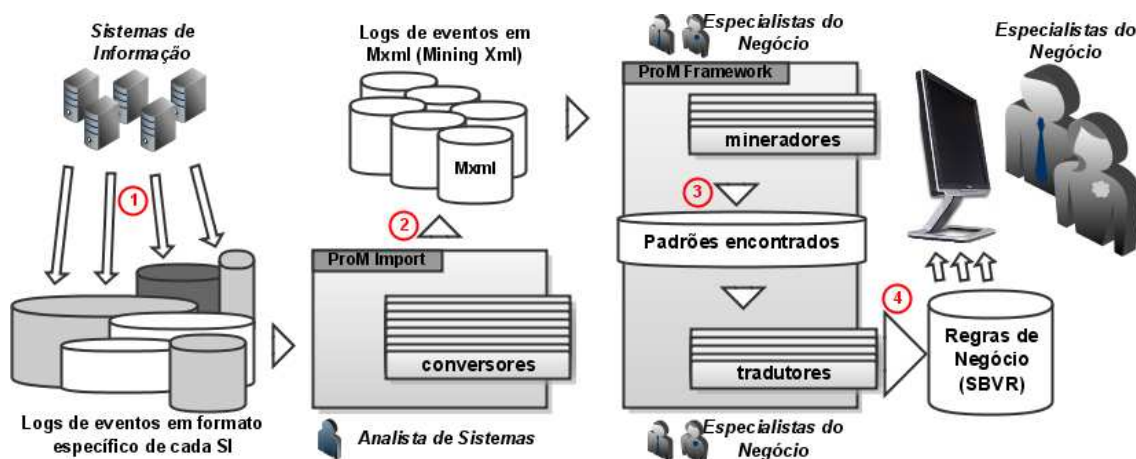 Sistemas de
Informação
1
Logs de eventos em formato
específico de cada SI
Logs de eventos em
Mxml (Mining Xml)
Mxml
2
ProM Import
conversores
Analista de Sistemas
Especialistas do
Negócio
ProM Framework
mineradores
3
Padrões encontrados
tradutores
Especialistas do
Negócio
4
Especialistas do
Negócio
Regras de
Negócio
(SBVR)